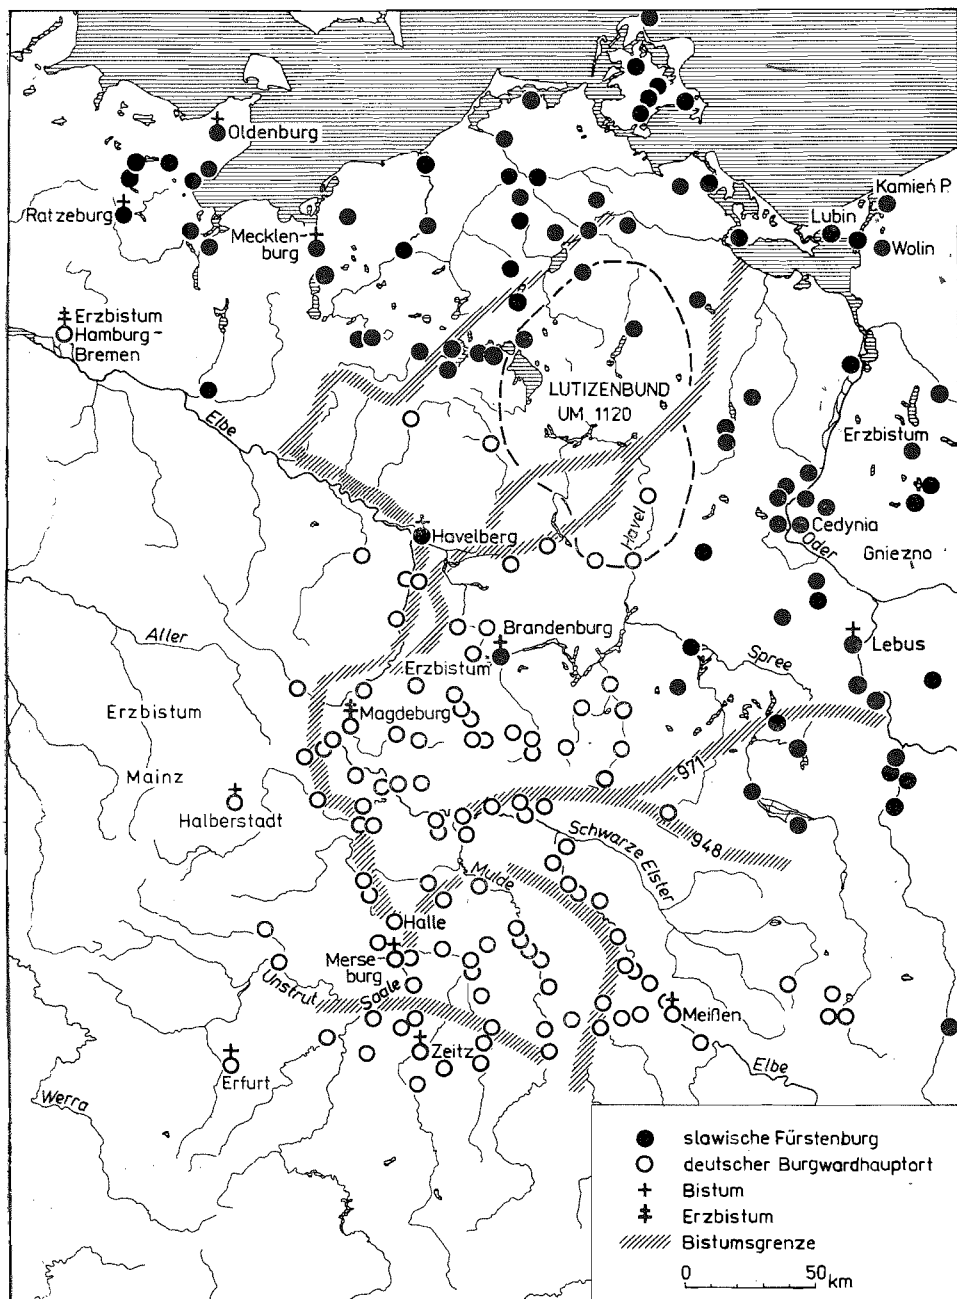 Oldenburg
Ratzeburg
Mecklen-
burg
Kamień P.
Lubin
Wolin
Erzbistum
Hamburg-
Bremen
Elbe
LUTIZENBUND
UM 1120
Erzbistum
Havelberg
Havel
Cedynia
Oder
Gniezno
Aller
Brandenburg
Lebus
Spree
Erzbistum
Erzbistum
Magdeburg
Mainz
971
Halberstadt
948
Schwarze Elster
Mulde
Halle
Merse-
burg
Unstrut
Saale
Meißen
Zeitz
Erfurt
Elbe
Werra
slawische Fürstenburg
deutscher Burgwardhauptort
Bistum
Erzbistum
Bistumsgrenze
0 50 km